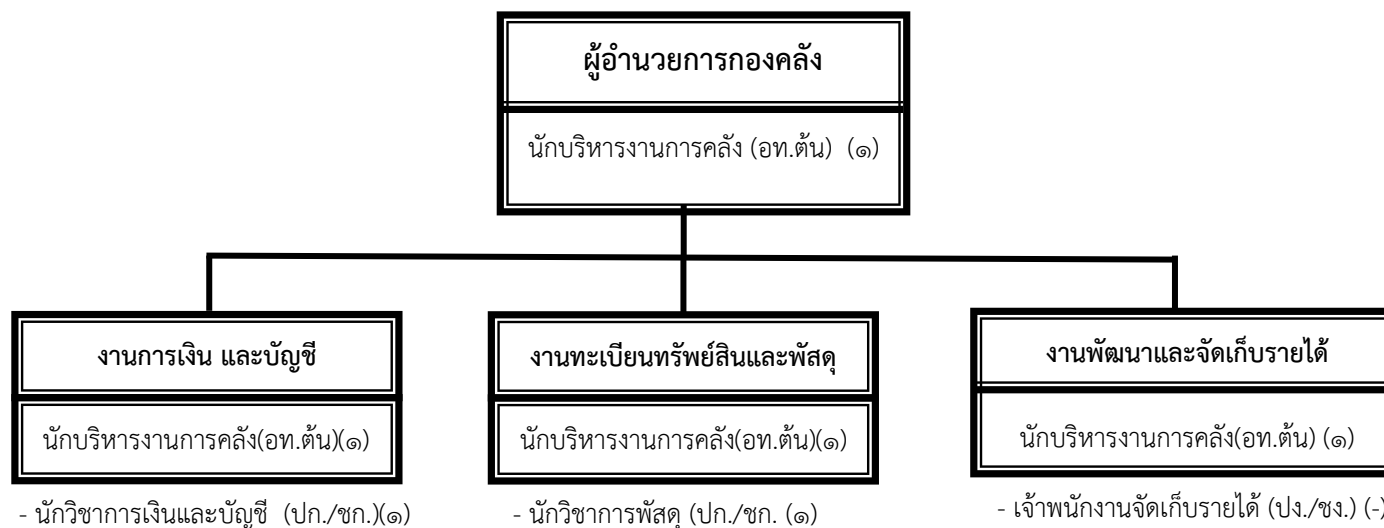 ผู้อำนวยการกองคลัง
นักบริหารงานการคลัง (อท.ต้น) (๑)
งานการเงิน และบัญชี
นักบริหารงานการคลัง(อท.ต้น)(๑)
- นักวิชาการเงินและบัญชี (ปก./ชก.)(๑)
งานทะเบียนทรัพย์สินและพัสดุ
นักบริหารงานการคลัง(อท.ต้น)(๑)
- นักวิชาการพัสดุ (ปก./ชก. (๑)
งานพัฒนาและจัดเก็บรายได้
นักบริหารงานการคลัง(อท.ต้น) (๑)
- เจ้าพนักงานจัดเก็บรายได้ (ปง./ชง.) (-)